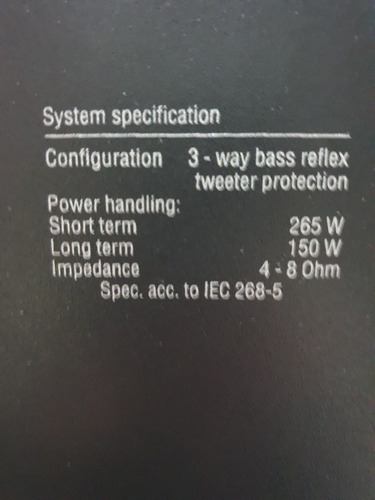 System specification
Configuration 3 - way bass reflex
tweeter protection
Power handling:
Short term 265 W
Long term 150 W
Impedance 4 - 8 Ohm
Spec. acc. to IEC 268-5